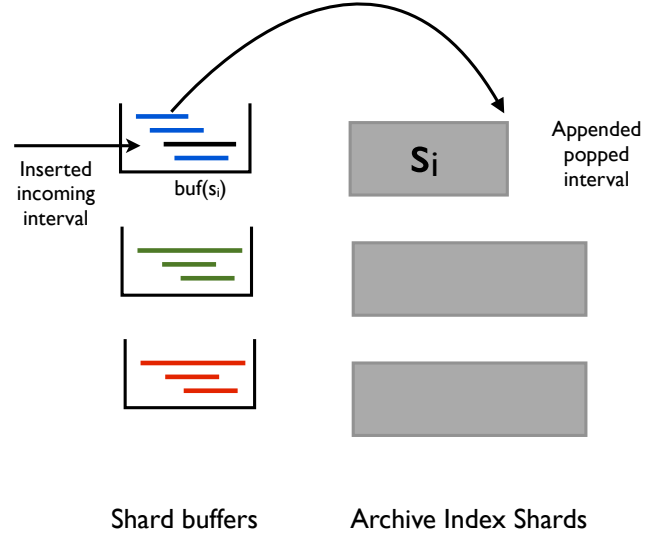 Inserted
incoming
interval
buf(sᵢ)
Sᵢ
Appended
popped
interval
Shard buffers
Archive Index Shards